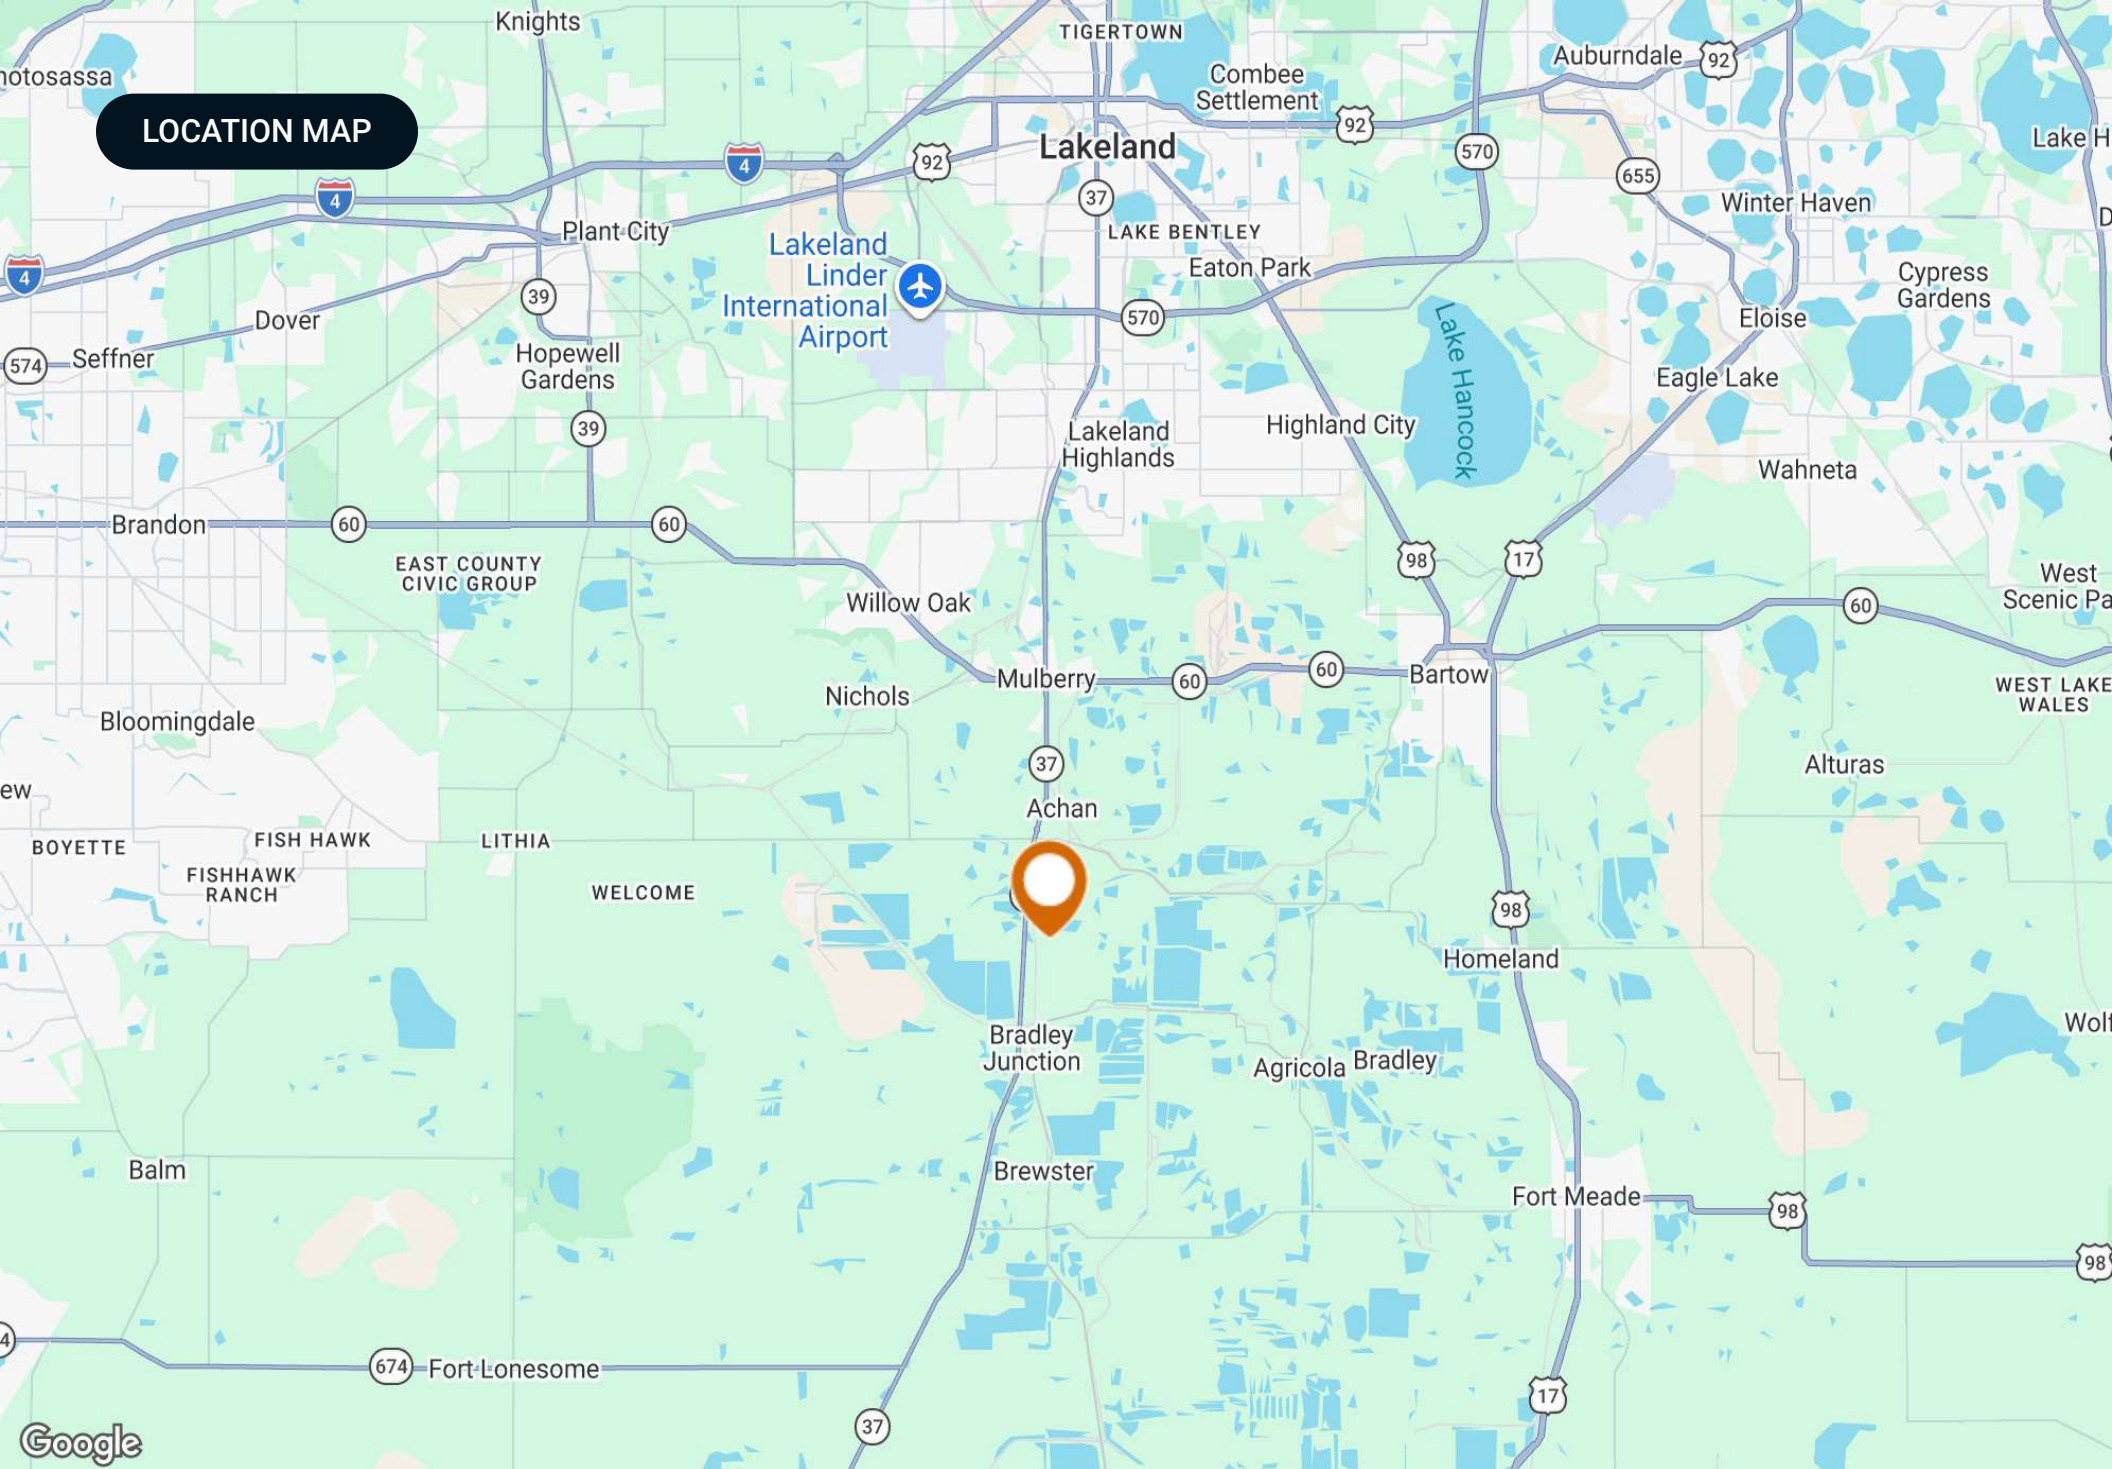 Knights
TIGERTOWN
Auburndale
92
Combee
Settlement
notosassa
LOCATION MAP
92
Lake H
Lakeland
570
4
92
655
4
37
Winter Haven
D
Plant City
LAKE BENTLEY
Lakeland
Linder
International
Airport
Eaton Park
4
39
Cypress
Gardens
Dover
570
Eloise
574
Seffner
Hopewell
Gardens
Lake Hancock
Eagle Lake
39
Lakeland
Highlands
Highland City
Wahneta
Brandon
60
60
98
17
EAST COUNTY
CIVIC GROUP
West
Scenic Pa
Willow Oak
60
Mulberry
60
60
Bartow
Nichols
WEST LAKE
WALES
Bloomingdale
37
Alturas
ew
Achan
BOYETTE
FISH HAWK
LITHIA
FISHHAWK
RANCH
WELCOME
98
Homeland
Wolf
Bradley
Junction
Agricola
Bradley
Balm
Brewster
Fort Meade
98
98
4
674
Fort Lonesome
17
37
Google